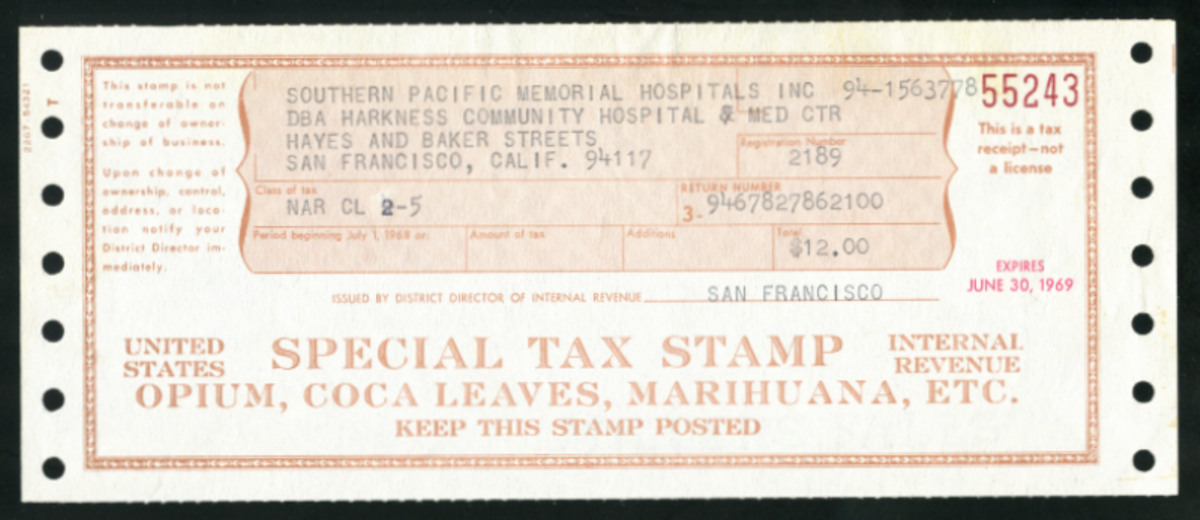 2207 54321
T
This stamp is not
transferable on
change of owner-
ship of business.
Upon change of
ownership, control,
address, or loca-
tion notify your
District Director im-
mediately.
SOUTHERN PACIFIC MEMORIAL HOSPITALS INC 94-1563778
DBA HARKNESS COMMUNITY HOSPITAL & MED CTR
HAYES AND BAKER STREETS
SAN FRANCISCO, CALIF. 94117
Registration Number
2189
Class of tax
NAR CL 2-5
RETURN NUMBER
3-9467827862100
Period beginning July 1, 1968 or:
Amount of tax
Additions
Total
$12.00
55243
This is a tax
receipt—not
a license
EXPIRES
JUNE 30, 1969
ISSUED BY DISTRICT DIRECTOR OF INTERNAL REVENUE SAN FRANCISCO
UNITED
STATES
SPECIAL TAX STAMP
INTERNAL
REVENUE
OPIUM, COCA LEAVES, MARIHUANA, ETC.
KEEP THIS STAMP POSTED